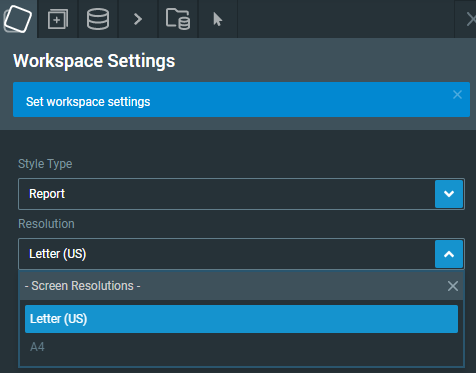 Workspace Settings
Set workspace settings
Style Type
Report
Resolution
Letter (US)
- Screen Resolutions -
Letter (US)
A4